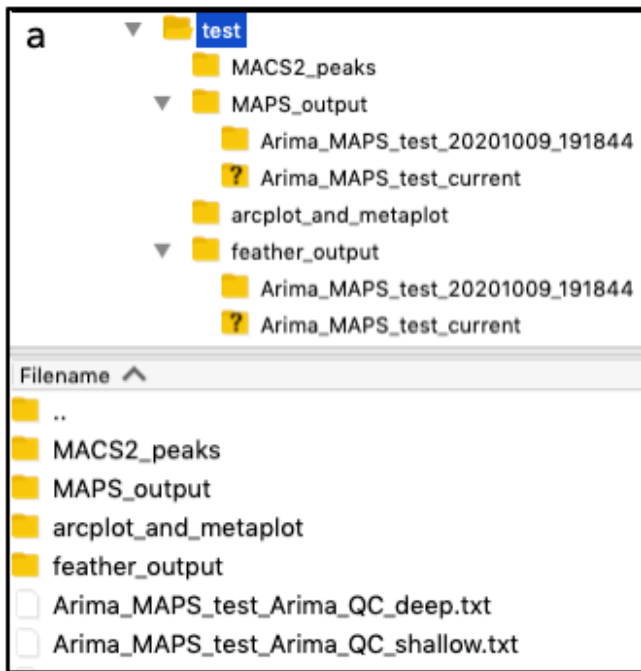 a
test
MACS2_peaks
MAPS_output
Arima_MAPS_test_20201009_191844
Arima_MAPS_test_current
arcplot_and_metaplot
feather_output
Arima_MAPS_test_20201009_191844
Arima_MAPS_test_current
Filename
..
MACS2_peaks
MAPS_output
arcplot_and_metaplot
feather_output
Arima_MAPS_test_Arima_QC_deep.txt
Arima_MAPS_test_Arima_QC_shallow.txt